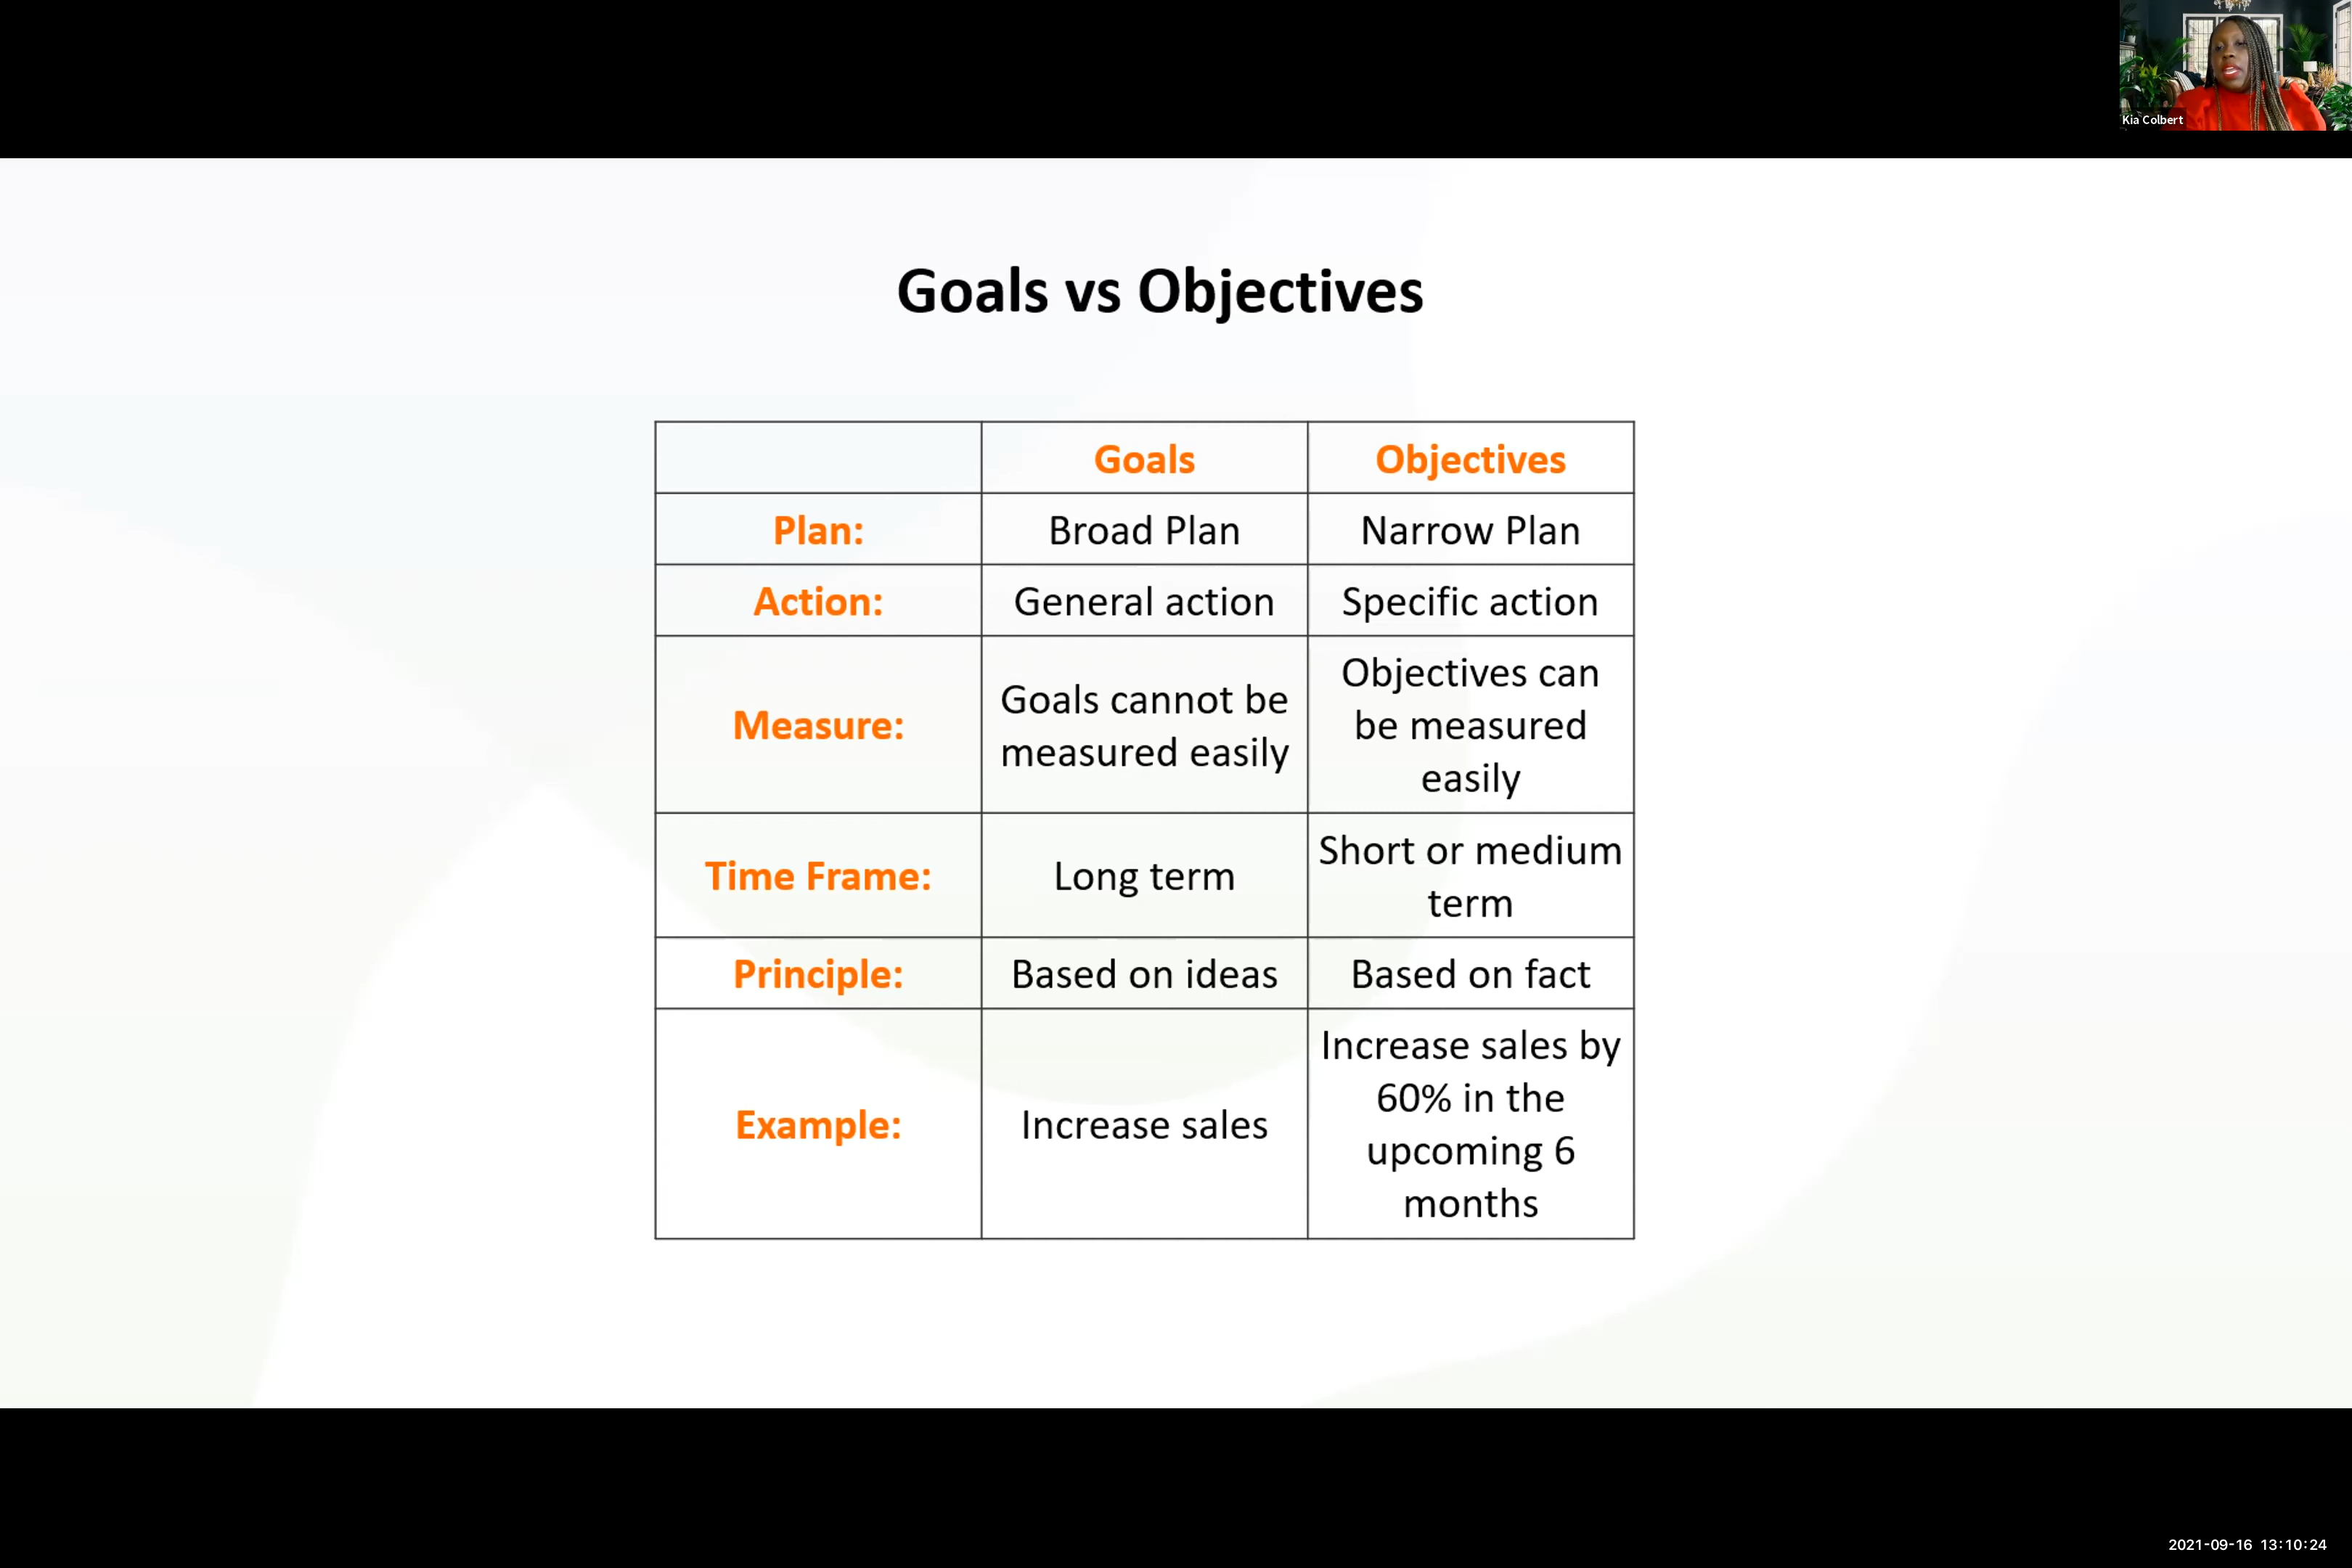 Kia Colbert
Goals vs Objectives
Goals
Objectives
Plan:
Broad Plan
Narrow Plan
Action:
General action
Specific action
Measure:
Goals cannot be
measured easily
Objectives can
be measured
easily
Time Frame:
Long term
Short or medium
term
Principle:
Based on ideas
Based on fact
Example:
Increase sales
Increase sales by
60% in the
upcoming 6
months
2021-09-16 13:10:24